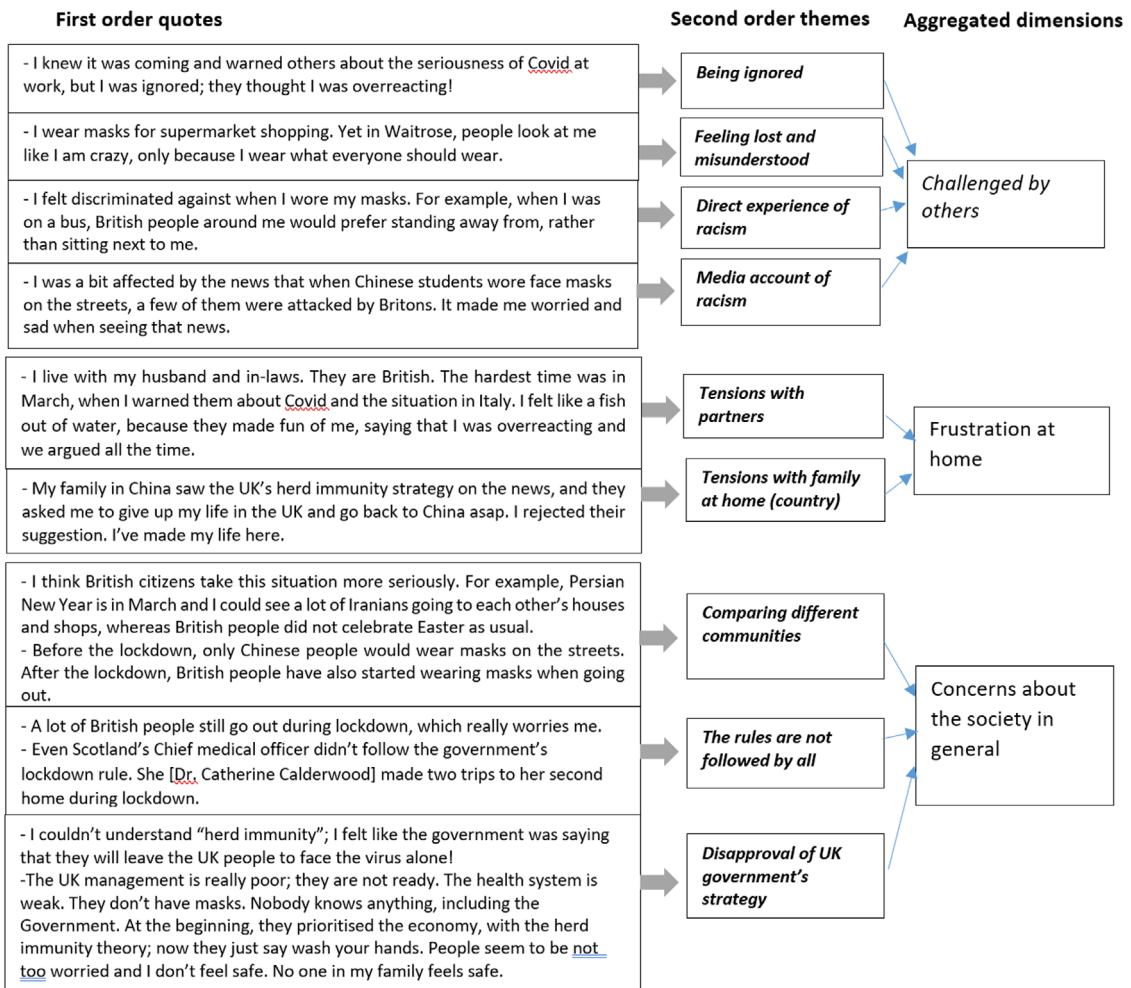 First order quotes
Second order themes
Aggregated dimensions
- I knew it was coming and warned others about the seriousness of Covid at
work, but I was ignored; they thought I was overreacting!
Being ignored
- I wear masks for supermarket shopping. Yet in Waitrose, people look at me
like I am crazy, only because I wear what everyone should wear.
Feeling lost and
misunderstood
- I felt discriminated against when I wore my masks. For example, when I was
on a bus, British people around me would prefer standing away from, rather
than sitting next to me.
Direct experience of
racism
- I was a bit affected by the news that when Chinese students wore face masks
on the streets, a few of them were attacked by Britons. It made me worried and
sad when seeing that news.
Media account of
racism
Challenged by
others
- I live with my husband and in-laws. They are British. The hardest time was in
March, when I warned them about Covid and the situation in Italy. I felt like a fish
out of water, because they made fun of me, saying that I was overreacting and
we argued all the time.
Tensions with
partners
- My family in China saw the UK's herd immunity strategy on the news, and they
asked me to give up my life in the UK and go back to China asap. I rejected their
suggestion. I've made my life here.
Tensions with family
at home (country)
Frustration at
home
- I think British citizens take this situation more seriously. For example, Persian
New Year is in March and I could see a lot of Iranians going to each other's houses
and shops, whereas British people did not celebrate Easter as usual.
- Before the lockdown, only Chinese people would wear masks on the streets.
After the lockdown, British people have also started wearing masks when going
out.
Comparing different
communities
- A lot of British people still go out during lockdown, which really worries me.
- Even Scotland's Chief medical officer didn't follow the government's
lockdown rule. She [Dr. Catherine Calderwood] made two trips to her second
home during lockdown.
The rules are not
followed by all
- I couldn't understand "herd immunity"; I felt like the government was saying
that they will leave the UK people to face the virus alone!
-The UK management is really poor; they are not ready. The health system is
weak. They don't have masks. Nobody knows anything, including the
Government. At the beginning, they prioritised the economy, with the herd
immunity theory; now they just say wash your hands. People seem to be not
too worried and I don't feel safe. No one in my family feels safe.
Disapproval of UK
government's
strategy
Concerns about
the society in
general